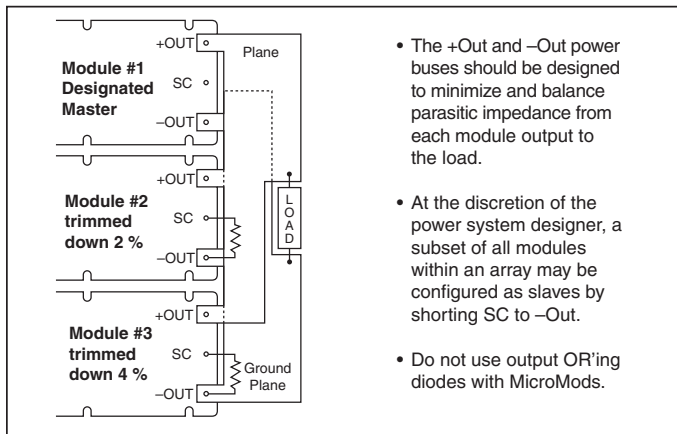 +OUT
Plane
Module #1
Designated
Master
SC
–OUT
+OUT
Module #2
trimmed
down 2 %
SC
–OUT
LOAD
+OUT
Module #3
trimmed
down 4 %
SC
Ground
Plane
–OUT
• The +Out and –Out power
buses should be designed
to minimize and balance
parasitic impedance from
each module output to
the load.
• At the discretion of the
power system designer, a
subset of all modules
within an array may be
configured as slaves by
shorting SC to –Out.
• Do not use output OR'ing
diodes with MicroMods.